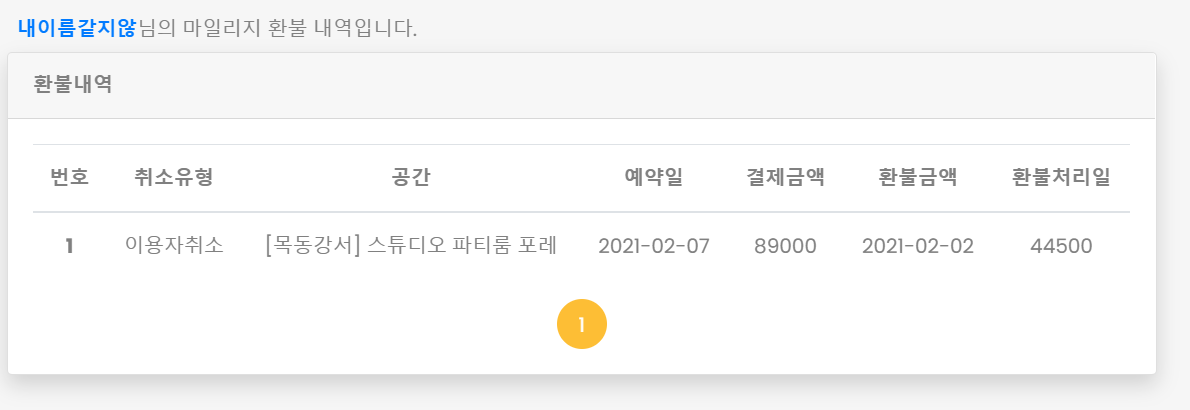 내이름같지않님의 마일리지 환불 내역입니다.
환불내역
번호 취소유형 공간 예약일 결제금액 환불금액 환불처리일
1 이용자취소 [목동강서] 스튜디오 파티룸 포레 2021-02-07 89000 2021-02-02 44500
1